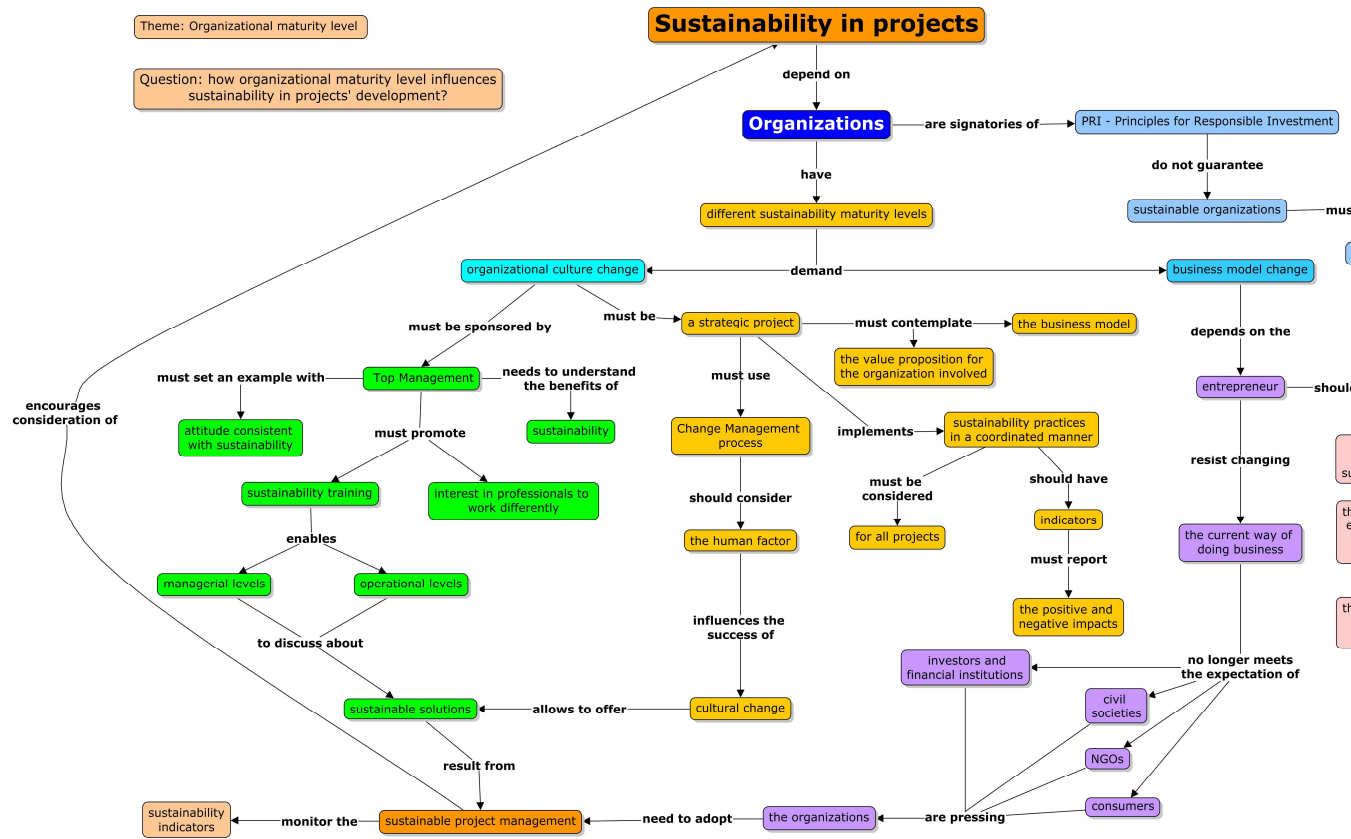 Theme: Organizational maturity level
Sustainability in projects
Question: how organizational maturity level influences
sustainability in projects' development?
depend on
Organizations
are signatories of
PRI - Principles for Responsible Investment
have
do not guarantee
different sustainability maturity levels
sustainable organizations
organizational culture change
demand
business model change
must be sponsored by
must be
a strategic project
must contemplate
the business model
depends on the
the value proposition for
the organization involved
must set an example with
Top Management
needs to understand
the benefits of
must use
entrepreneur
encourages
consideration of
attitude consistent
with sustainability
must promote
sustainability
Change Management
process
implements
sustainability practices
in a coordinated manner
resist changing
sustainability training
interest in professionals to
work differently
should consider
must be
considered
should have
enables
the human factor
for all projects
indicators
the current way of
doing business
managerial levels
operational levels
must report
to discuss about
influences the
success of
the positive and
negative impacts
investors and
financial institutions
no longer meets
the expectation of
sustainable solutions
allows to offer
cultural change
civil
societies
result from
NGOs
sustainability
indicators
monitor the
sustainable project management
need to adopt
the organizations
are pressing
consumers